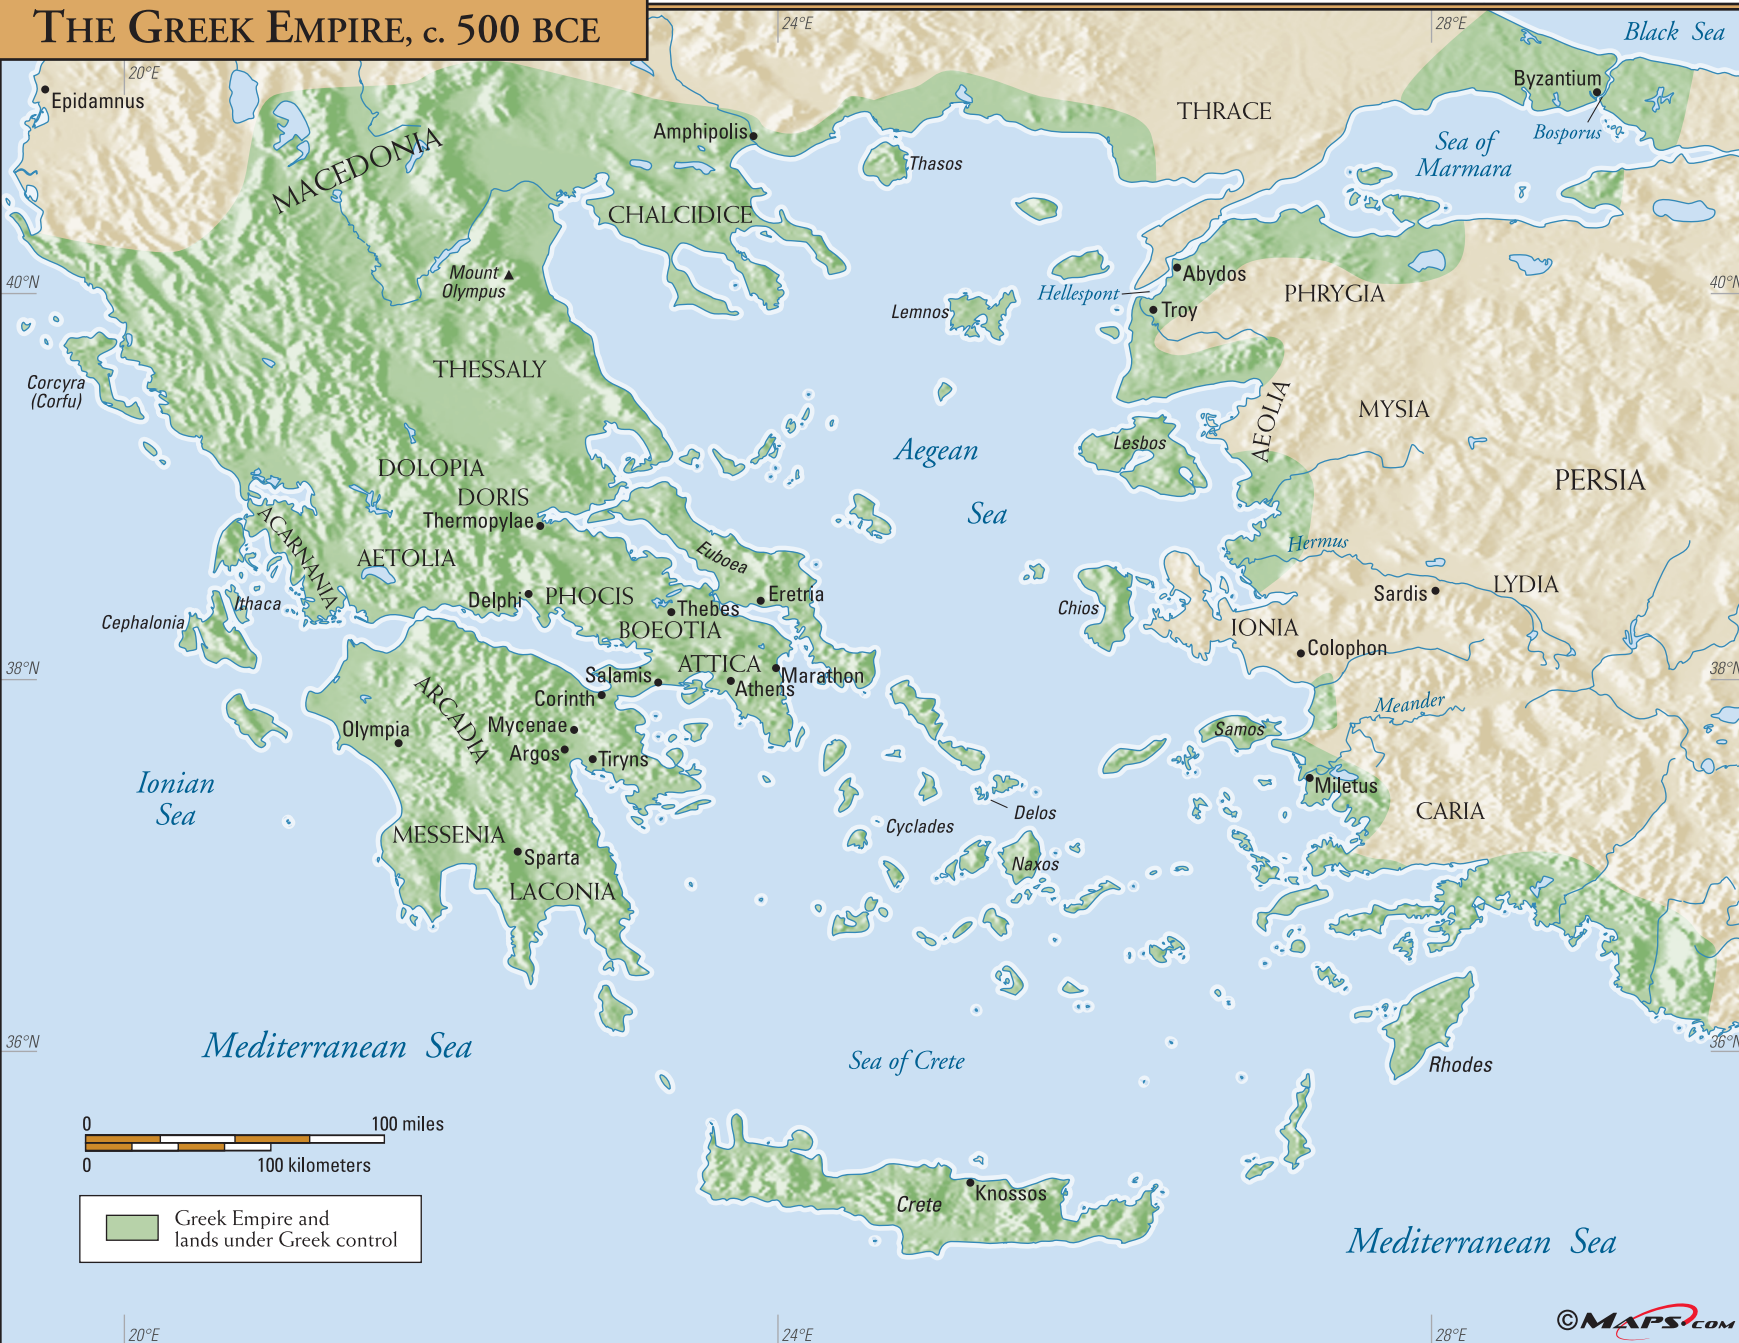 THE GREEK EMPIRE, c. 500 BCE
24°E
28°E
Black Sea
20°E
Epidamnus
Byzantium
THRACE
Amphipolis
Bosporus
Sea of
Marmara
MACEDONIA
Thasos
CHALCIDICE
Mount
Olympus
40°N
Abydos
40°N
Hellespont
PHRYGIA
Lemnos
Troy
THESSALY
Corcyra
(Corfu)
AEOLIA
MYSIA
Aegean
Sea
Lesbos
DOLOPIA
PERSIA
DORIS
Thermopylae
ACARNANIA
AETOLIA
Euboea
Hermus
LYDIA
Delphi
PHOCIS
Eretria
Sardis
Ithaca
Thebes
Chios
Cephalonia
BOEOTIA
IONIA
Colophon
38°N
ATTICA
38°N
Salamis
Marathon
Athens
Corinth
ARCADIA
Meander
Mycenae
Olympia
Samos
Argos
Tiryns
Ionian
Sea
Miletus
Delos
CARIA
Cyclades
MESSENIA
Sparta
Naxos
LACONIA
36°N
Mediterranean Sea
Sea of Crete
36°N
Rhodes
0
100 miles
0
100 kilometers
Knossos
Crete
Greek Empire and
lands under Greek control
Mediterranean Sea
©MAPS.COM
20°E
24°E
28°E